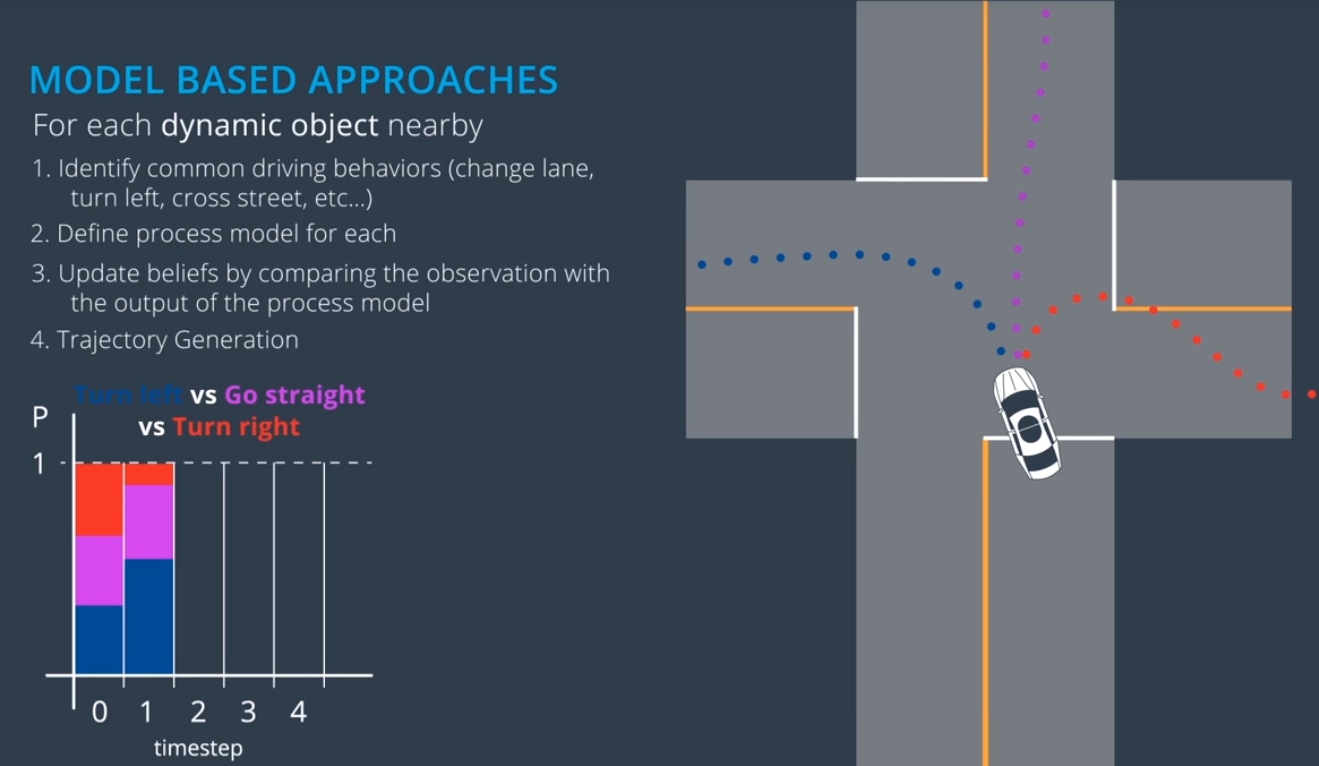 MODEL BASED APPROACHES
For each dynamic object nearby
1. Identify common driving behaviors (change lane,
turn left, cross street, etc...)
2. Define process model for each
3. Update beliefs by comparing the observation with
the output of the process model
4. Trajectory Generation
Turn left vs Go straight
vs Turn right
P
1
0 1 2 3 4
timestep